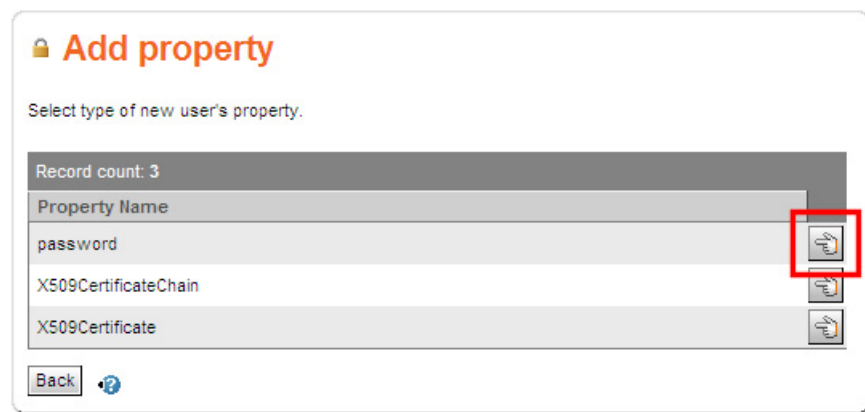 Add property
Select type of new user's property.
Record count: 3
Property Name
password
X509CertificateChain
X509Certificate
Back
?